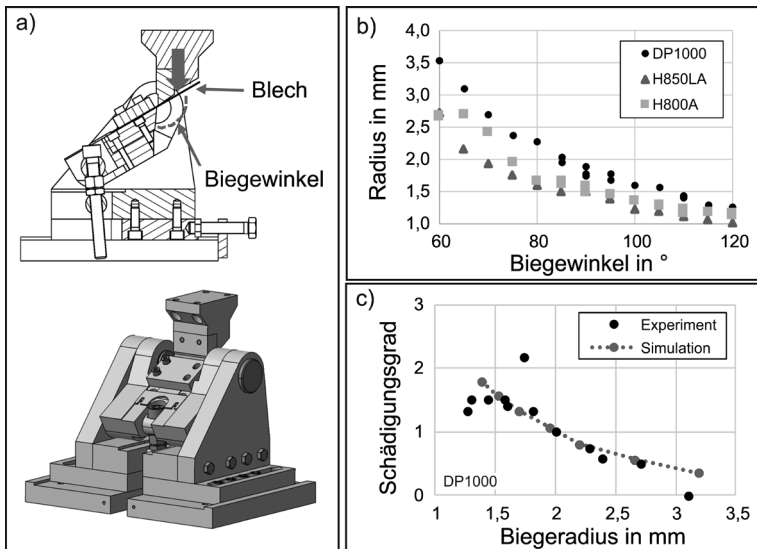 a)
Blech
Biegewinkel
b)
Radius in mm
4,0
3,5
3,0
2,5
2,0
1,5
1,0
60
80
100
120
Biegewinkel in °
DP1000
H850LA
H800A
c)
Schädigungsgrad
3
2
1
0
1
1,5
2
2,5
3
3,5
Biegeradius in mm
Experiment
Simulation
DP1000